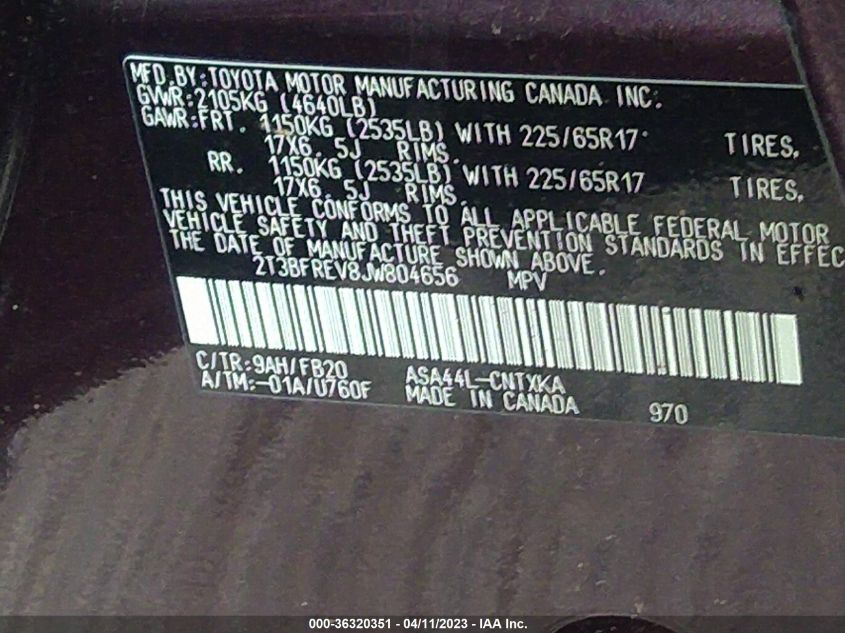 MFD.BY:TOYOTA MOTOR MANUFACTURING CANADA INC.
GVWR:2105KG (4640LB)
GAWR:FRT. 1150KG (2535LB) WITH 225/65R17 TIRES,
17X6.5J RIMS.
RR. 1150KG (2535LB) WITH 225/65R17 TIRES,
17X6.5J RIMS.
THIS VEHICLE CONFORMS TO ALL APPLICABLE FEDERAL MOTOR
VEHICLE SAFETY AND THEFT PREVENTION STANDARDS IN EFFEC
THE DATE OF MANUFACTURE SHOWN ABOVE.
2T3BFREV8JW804656 MPV
C/TR:9AH/FB20 ASA44L-CNTXKA
A/TM:-01A/U760F MADE IN CANADA 970
000-36320351 - 04/11/2023 - IAA Inc.